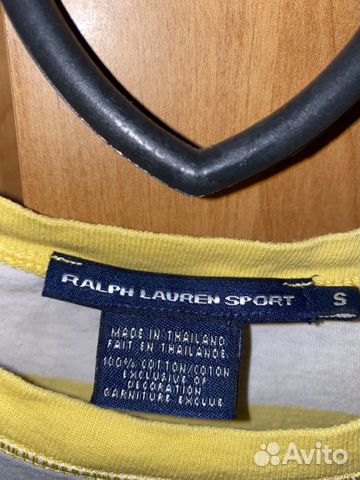 RALPH LAUREN SPORT
S
MADE IN THAILAND
FAIT EN THAILANDE
100% COTTON/COTON
EXCLUSIVE OF
DECORATION
GARNITURE EXCLUE
Avito